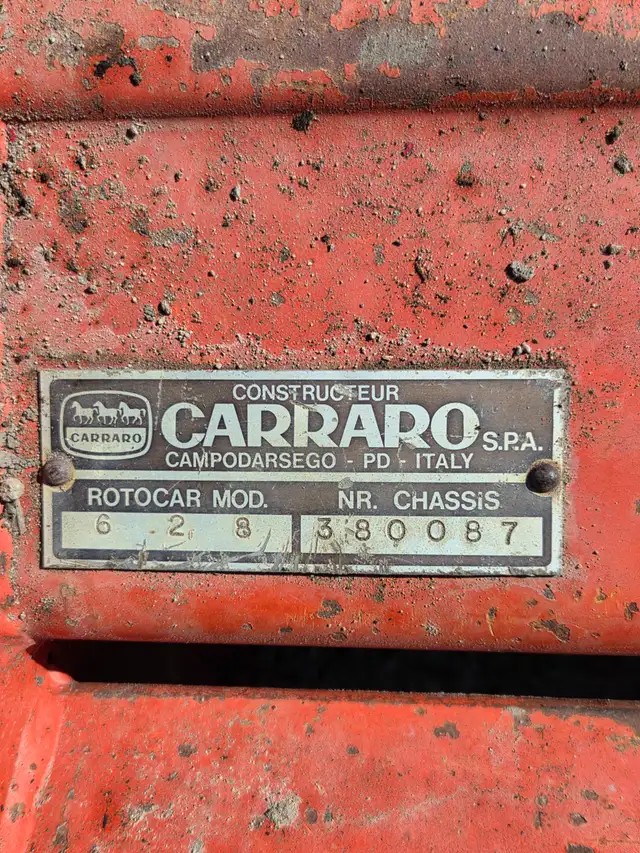 CONSTRUCTEUR
CARRARO
CARRARO S.P.A.
CAMPODARSEGO - PD - ITALY
ROTOCAR MOD. NR. CHASSiS
6 2 8 380087